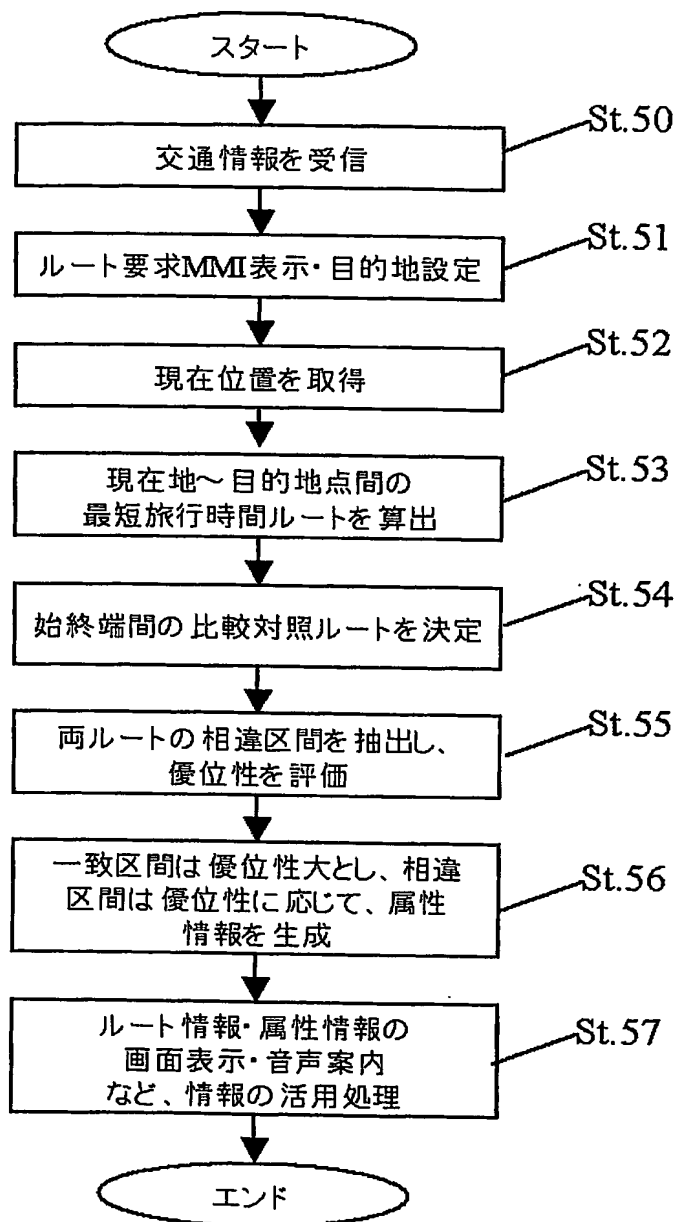 スタート
St.50
交通情報を受信
St.51
ルート要求MMI表示・目的地設定
St.52
現在位置を取得
St.53
現在地～目的地点間の
最短旅行時間ルートを算出
St.54
始終端間の比較対照ルートを決定
St.55
両ルートの相違区間を抽出し、
優位性を評価
St.56
一致区間は優位性大とし、相違
区間は優位性に応じて、属性
情報を生成
St.57
ルート情報・属性情報の
画面表示・音声案内
など、情報の活用処理
エンド